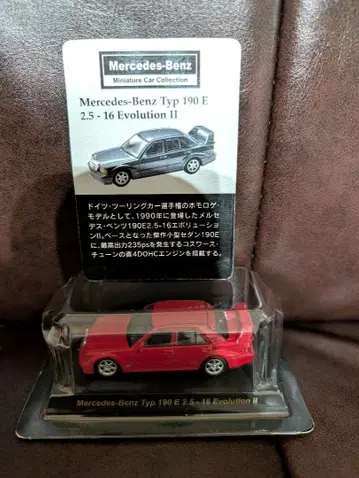 Mercedes-Benz
Miniature Car Collection
Mercedes-Benz Typ 190 E
2.5 - 16 Evolution II
ドイツ・ツーリングカー選手権のホモロゲ・
モデルとして、1990年に登場したメルセ
デス・ベンツ190E2.5-16エボリューショ
ンII。ベースとなった傑作小型セダン190E
に、最高出力235psを発生するコスワース・
チューンの直4DOHCエンジンを搭載する。
Mercedes-Benz Typ 190 E 2.5 - 16 Evolution II